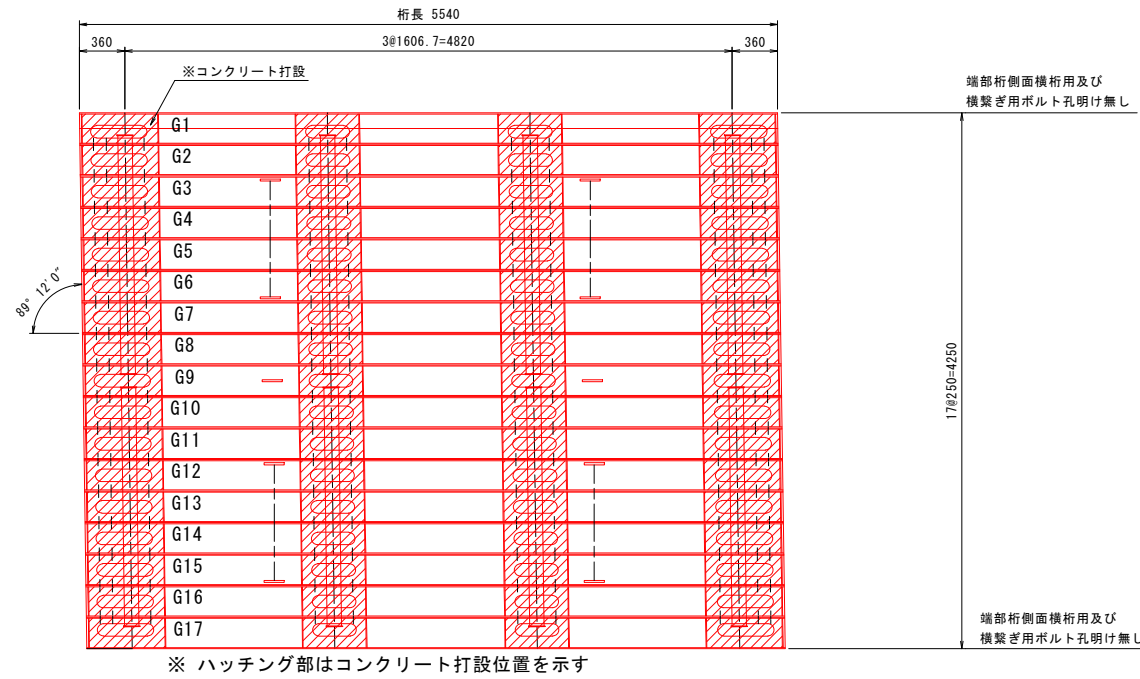 桁長 5540
360
3@1606.7=4820
360
※コンクリート打設
端部桁側面横桁用及び
横繋ぎ用ボルト孔明け無し
G1
G2
G3
G4
G5
G6
89° 12'0"
G7
G8
G9
17@250=4250
G10
G11
G12
G13
G14
G15
G16
端部桁側面横桁用及び
横繋ぎ用ボルト孔明け無し
G17
※ ハッチング部はコンクリート打設位置を示す